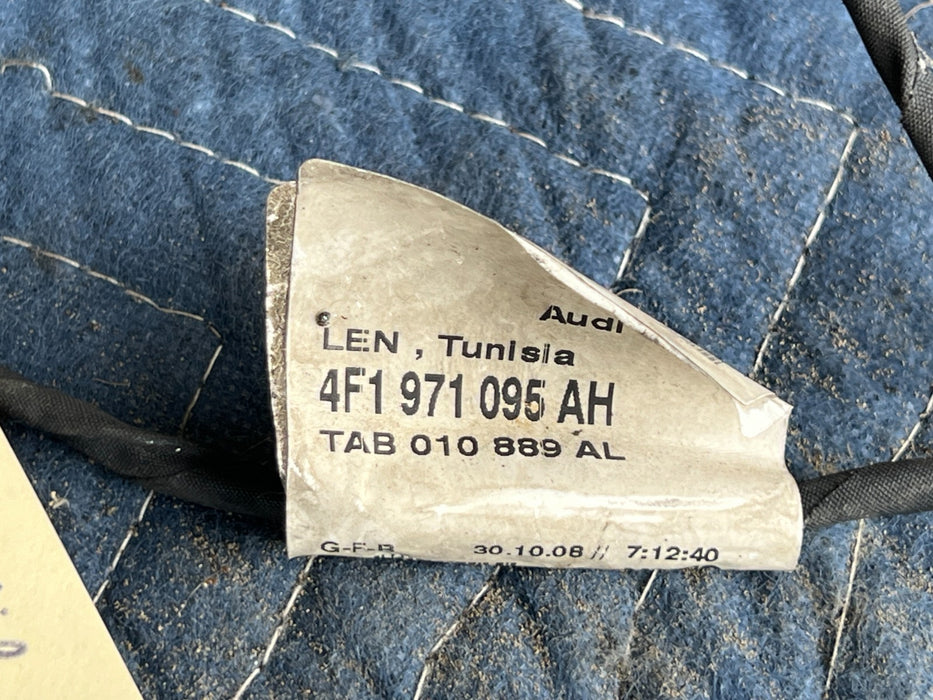 Audi
LEN , Tunisia
4F1 971 095 AH
TAB 010 889 AL
G-F-B 30.10.08 // 7:12:40